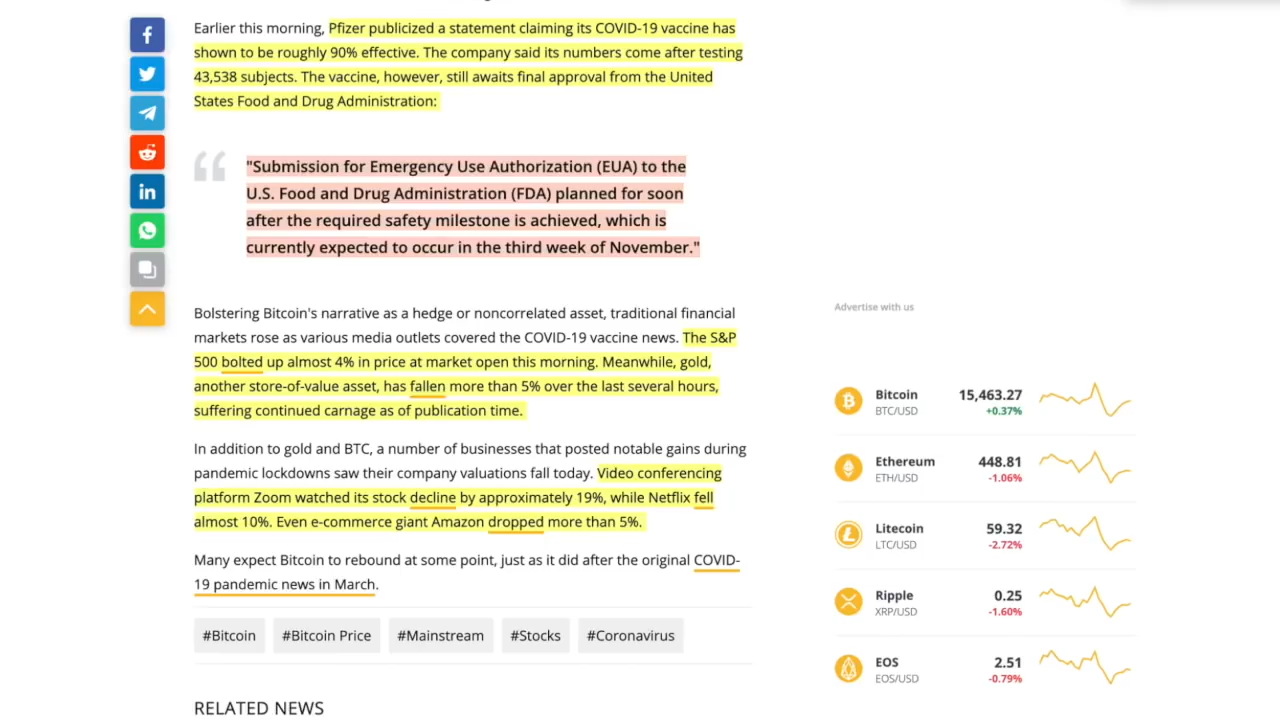 Earlier this morning, Pfizer publicized a statement claiming its COVID-19 vaccine has
shown to be roughly 90% effective. The company said its numbers come after testing
43,538 subjects. The vaccine, however, still awaits final approval from the United
States Food and Drug Administration:
"Submission for Emergency Use Authorization (EUA) to the
U.S. Food and Drug Administration (FDA) planned for soon
after the required safety milestone is achieved, which is
currently expected to occur in the third week of November."
Bolstering Bitcoin's narrative as a hedge or noncorrelated asset, traditional financial
markets rose as various media outlets covered the COVID-19 vaccine news. The S&P
500 bolted up almost 4% in price at market open this morning. Meanwhile, gold,
another store-of-value asset, has fallen more than 5% over the last several hours,
suffering continued carnage as of publication time.
In addition to gold and BTC, a number of businesses that posted notable gains during
pandemic lockdowns saw their company valuations fall today. Video conferencing
platform Zoom watched its stock decline by approximately 19%, while Netflix fell
almost 10%. Even e-commerce giant Amazon dropped more than 5%.
Many expect Bitcoin to rebound at some point, just as it did after the original COVID-
19 pandemic news in March.
#Bitcoin #Bitcoin Price #Mainstream #Stocks #Coronavirus
RELATED NEWS
Advertise with us
Bitcoin 15,463.27
BTC/USD +0.37%
Ethereum 448.81
ETH/USD -1.06%
Litecoin 59.32
LTC/USD -2.72%
Ripple 0.25
XRP/USD -1.60%
EOS 2.51
EOS/USD -0.79%